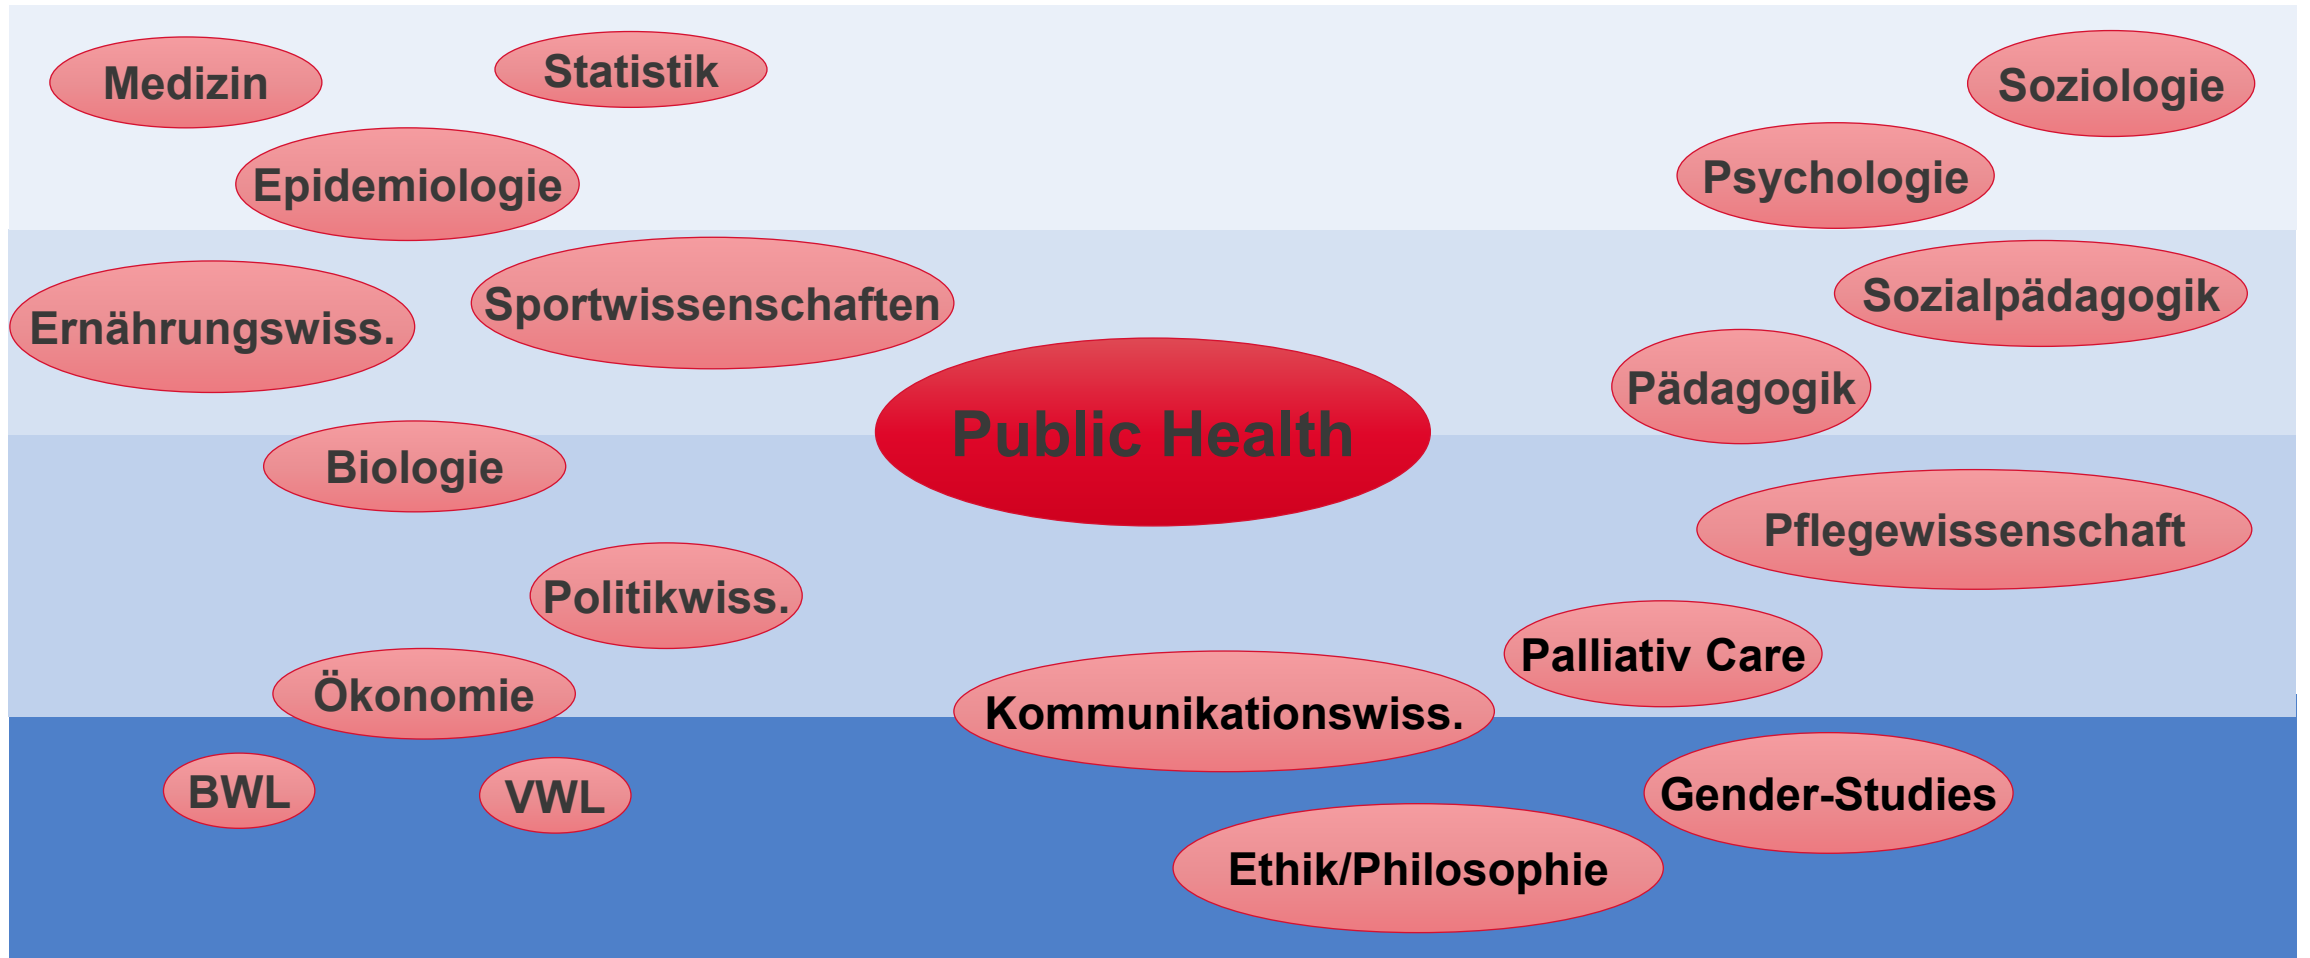 Medizin
Statistik
Soziologie
Epidemiologie
Psychologie
Ernährungswiss.
Sportwissenschaften
Sozialpädagogik
Pädagogik
Public Health
Biologie
Pflegewissenschaft
Politikwiss.
Palliativ Care
Ökonomie
Kommunikationswiss.
BWL
VWL
Gender-Studies
Ethik/Philosophie